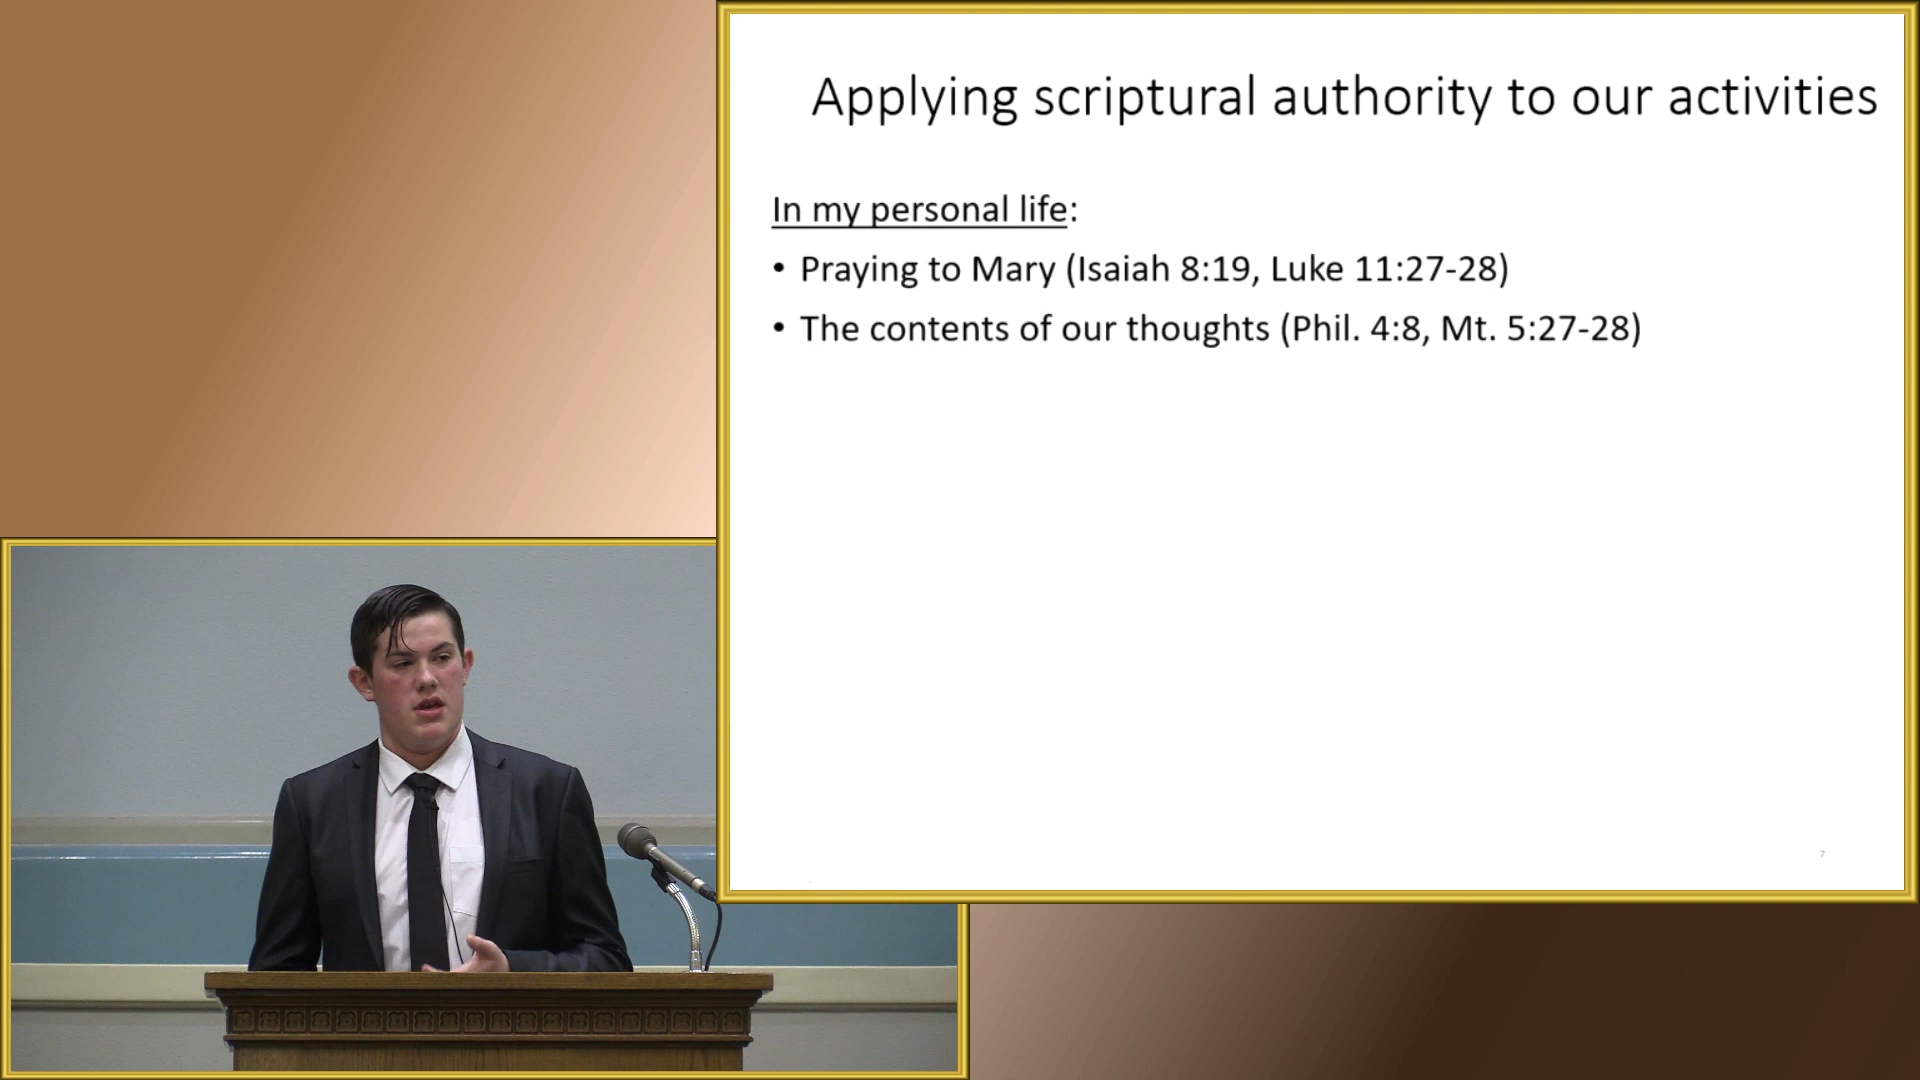 Applying scriptural authority to our activities
In my personal life:
• Praying to Mary (Isaiah 8:19, Luke 11:27-28)
• The contents of our thoughts (Phil. 4:8, Mt. 5:27-28)
7